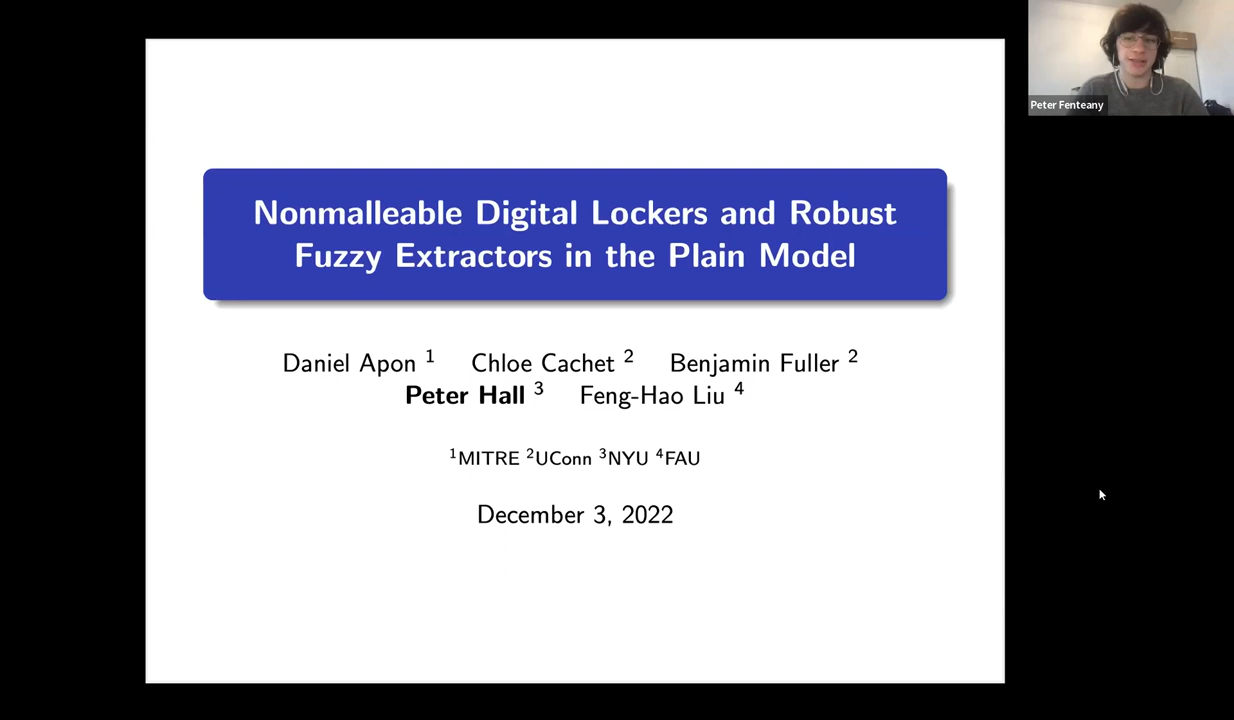 Nonmalleable Digital Lockers and Robust
Fuzzy Extractors in the Plain Model
Daniel Apon 1 Chloe Cachet 2 Benjamin Fuller 2
Peter Hall 3 Feng-Hao Liu 4
1MITRE 2UConn 3NYU 4FAU
December 3, 2022
Peter Fenteany